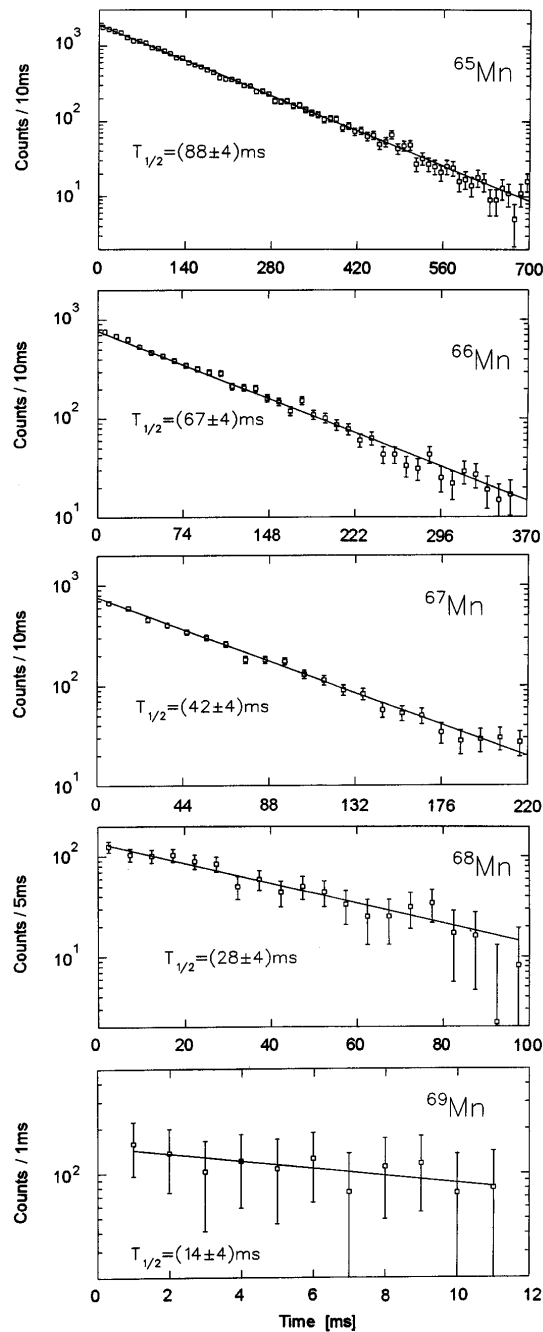 10³
⁶⁵Mn
Counts / 10ms
10²
T₁/₂=(88±4)ms
10¹
0 140 280 420 560 700
10³
⁶⁶Mn
Counts / 10ms
10²
T₁/₂=(67±4)ms
10¹
0 74 148 222 296 370
10³
⁶⁷Mn
Counts / 10ms
10²
T₁/₂=(42±4)ms
10¹
0 44 88 132 176 220
10²
⁶⁸Mn
Counts / 5ms
10¹
T₁/₂=(28±4)ms
0 20 40 60 80 100
⁶⁹Mn
Counts / 1ms
10²
T₁/₂=(14±4)ms
0 2 4 6 8 10 12
Time [ms]